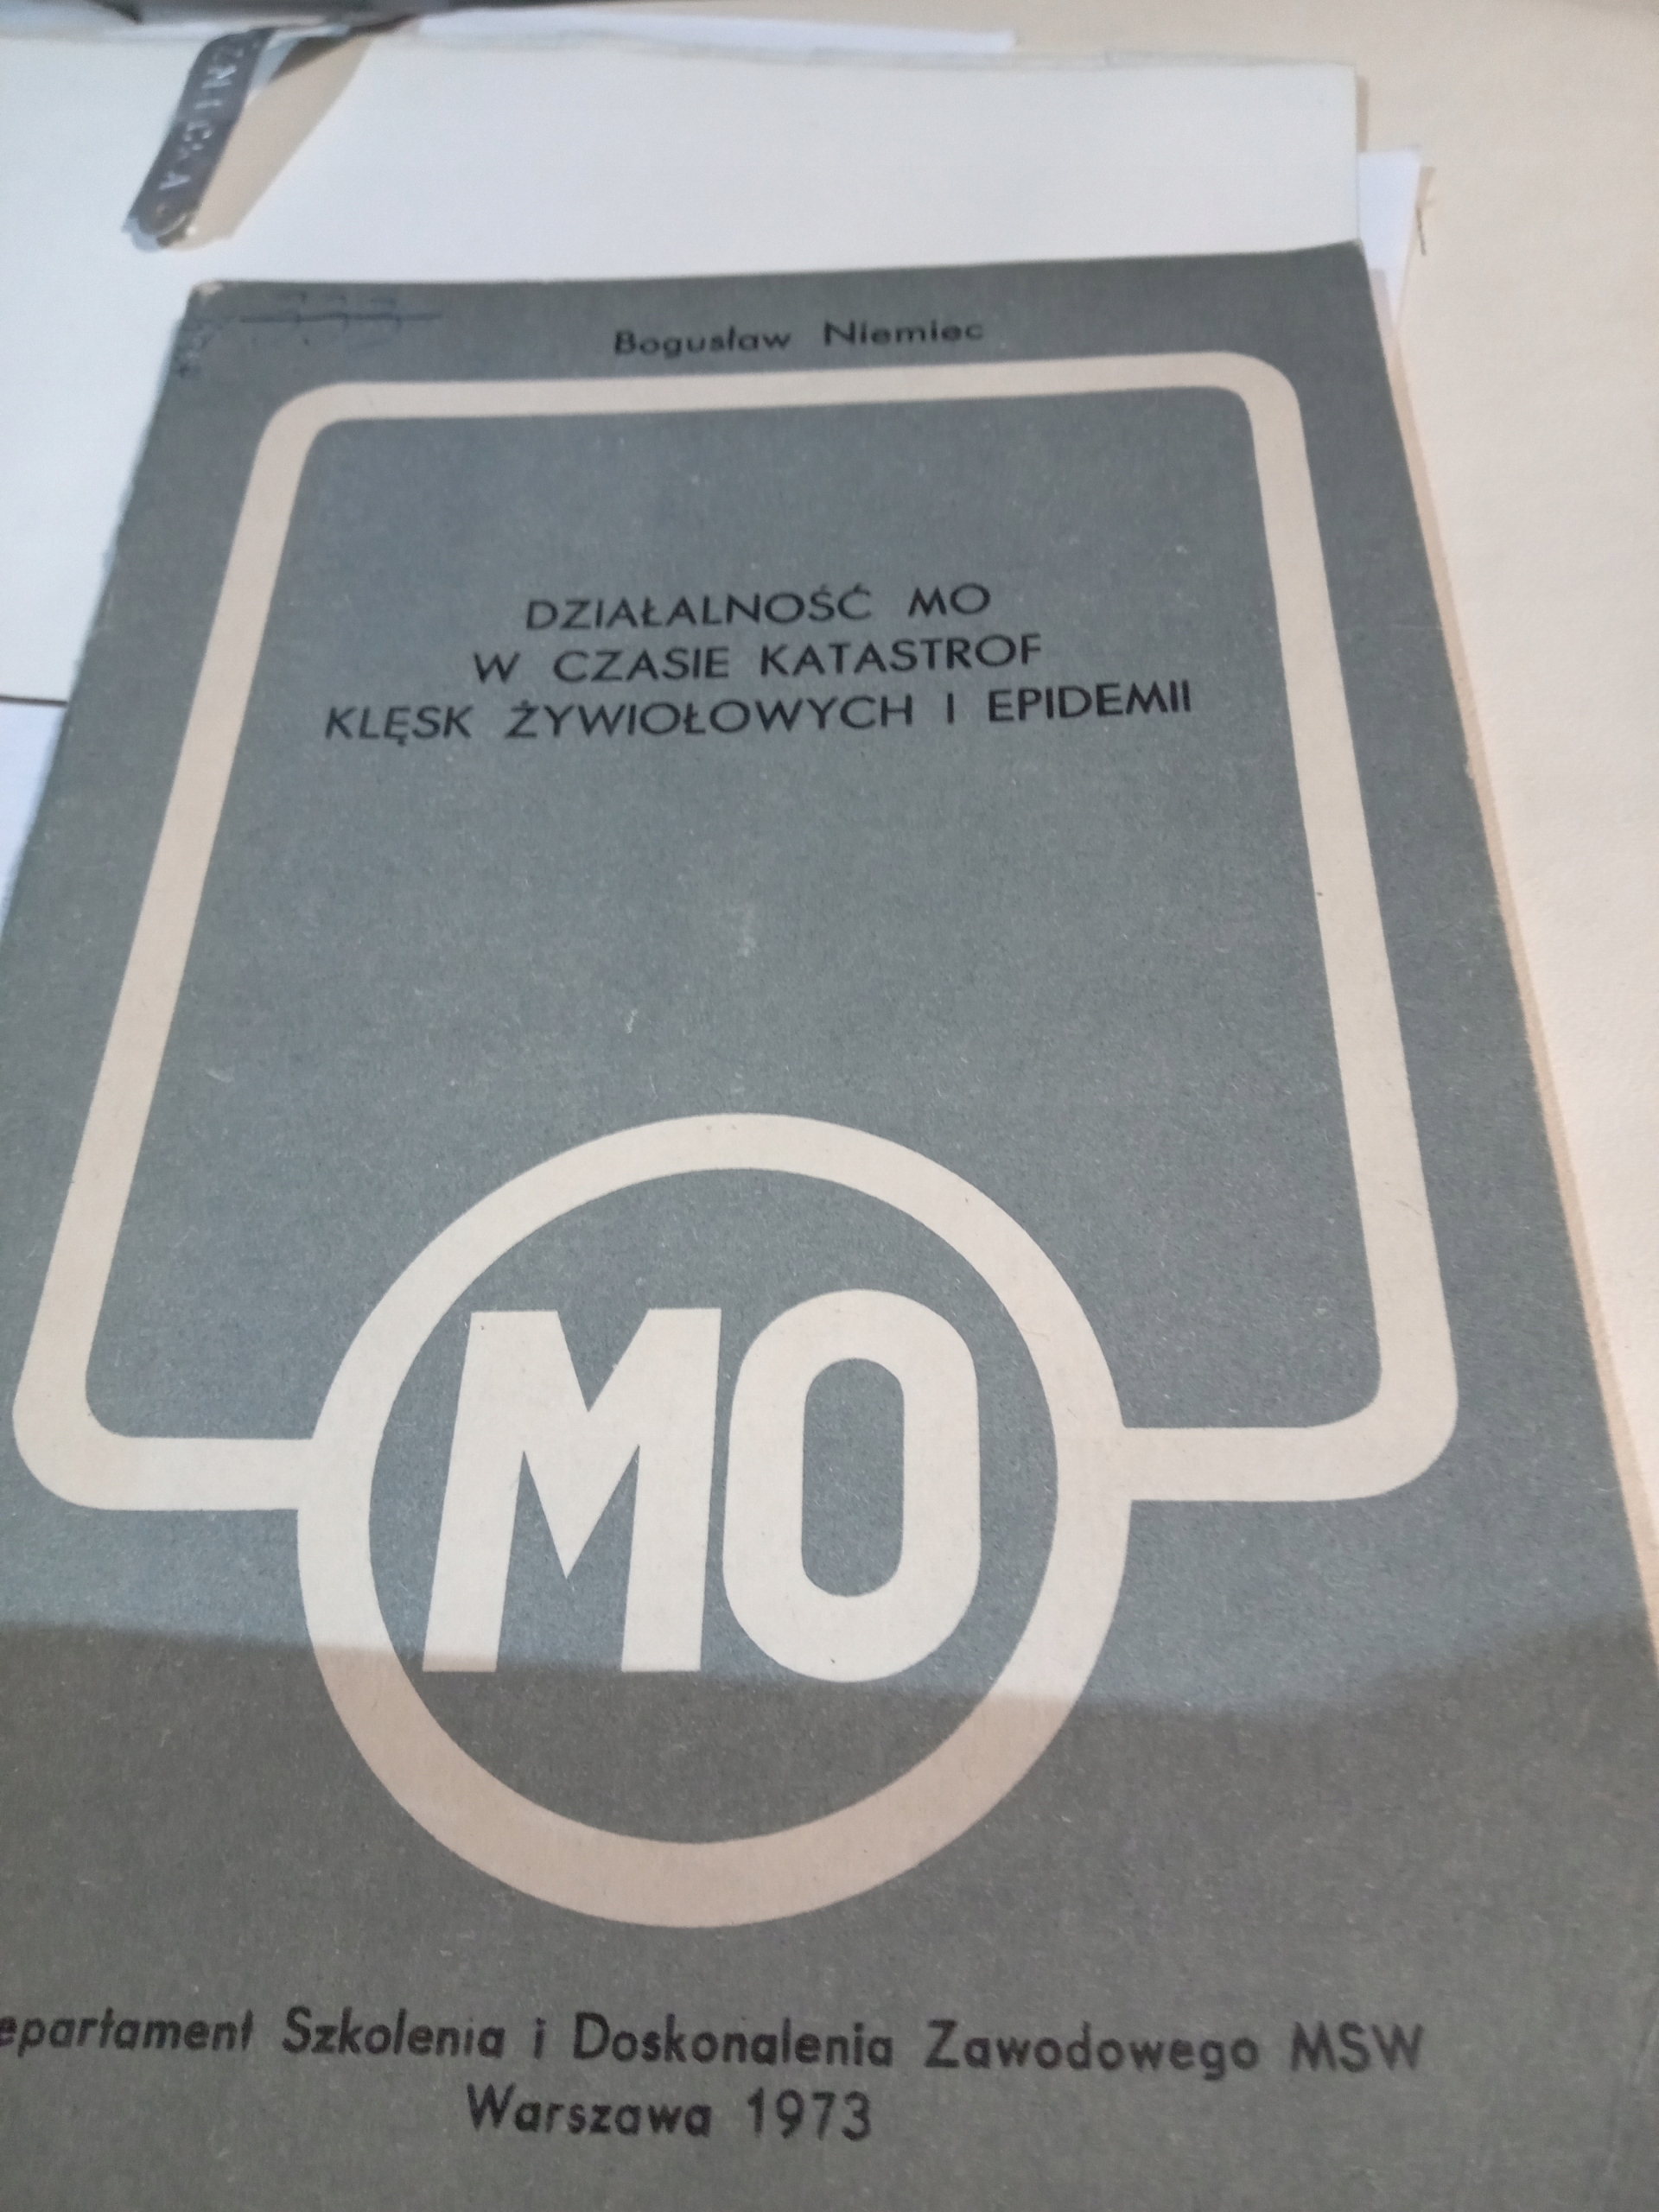 Bogusław Niemiec
DZIAŁALNOŚĆ MO
W CZASIE KATASTROF
KLĘSK ŻYWIOŁOWYCH I EPIDEMII
MO
epartament Szkolenia i Doskonalenia Zawodowego MSW
Warszawa 1973